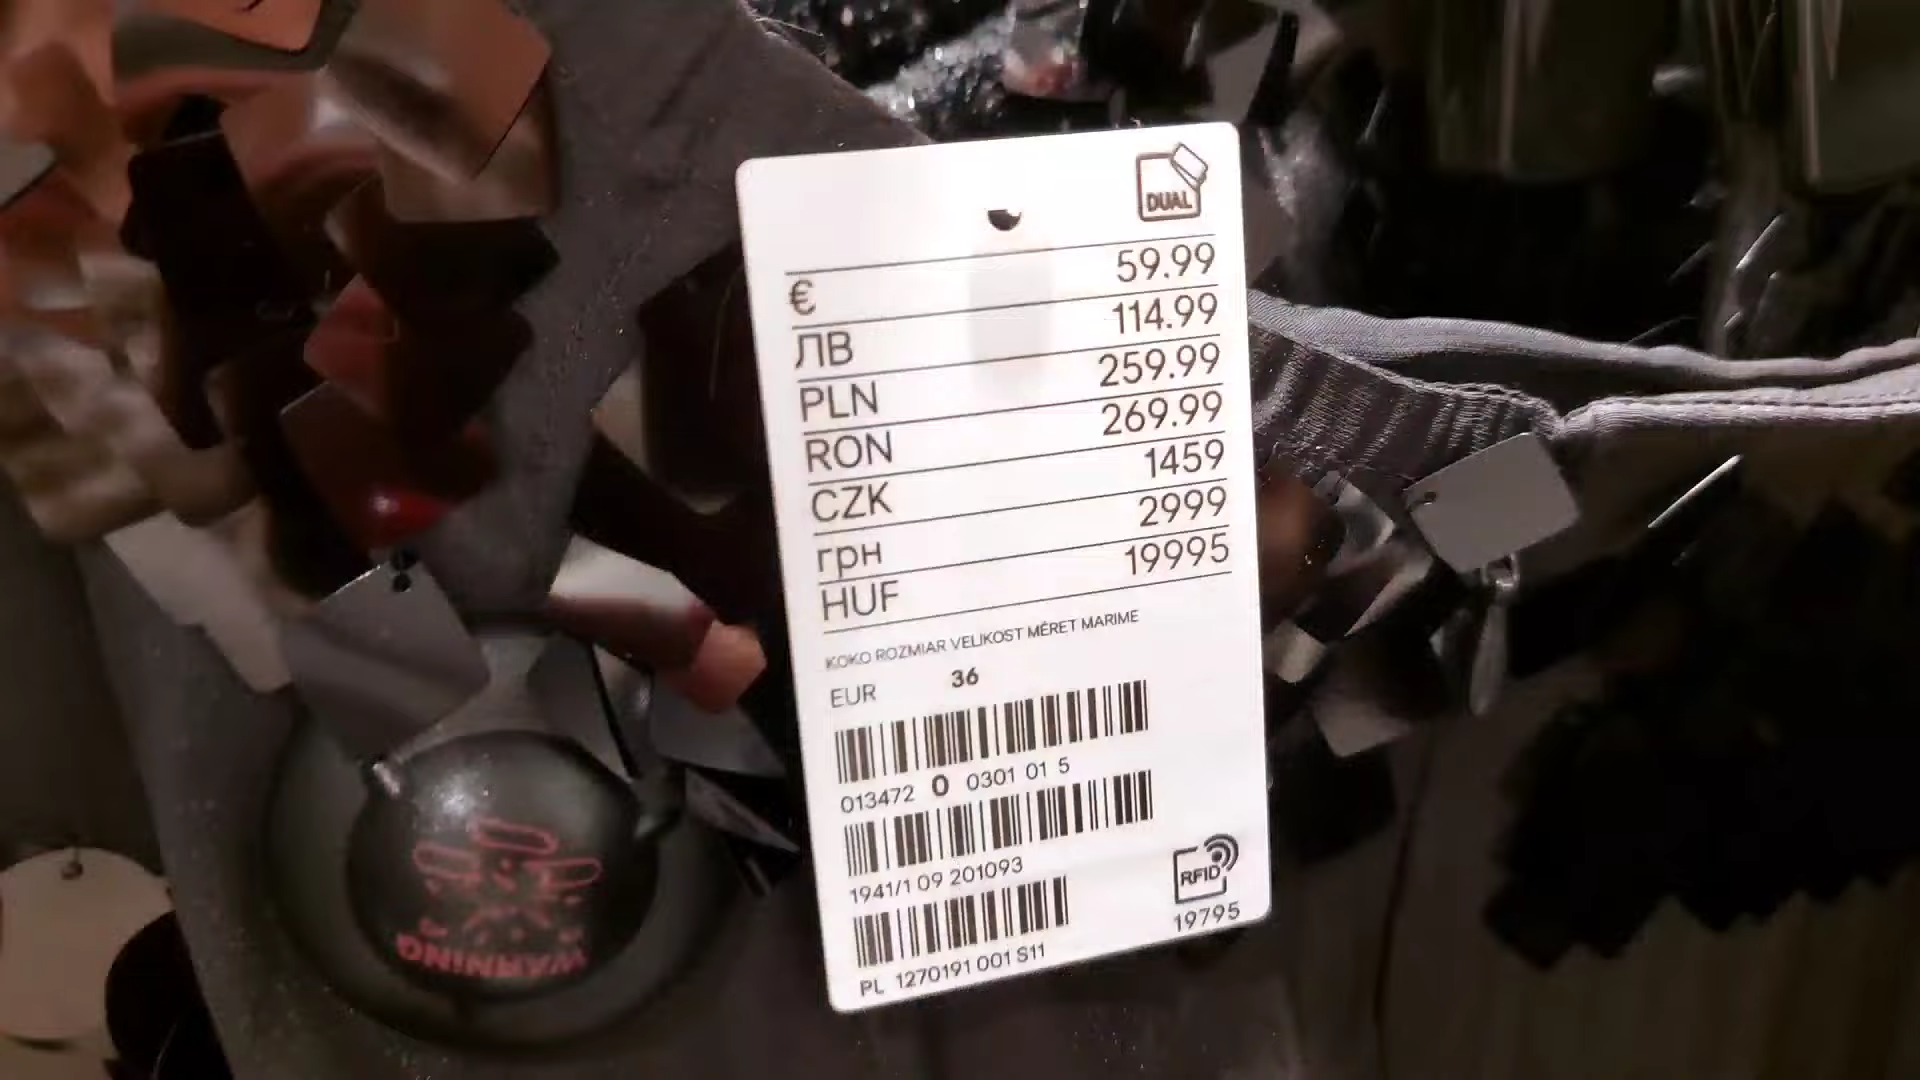 DUAL
€ 59.99
ЛВ 114.99
PLN 259.99
RON 269.99
CZK 1459
грн 2999
HUF 19995
KOKO ROZMIAR VELIKOST MÉRET MARIME
EUR 36
013472 0 0301 01 5
1941/1 09 201093
RFID
19795
PL 1270191 001 S11
WARNING